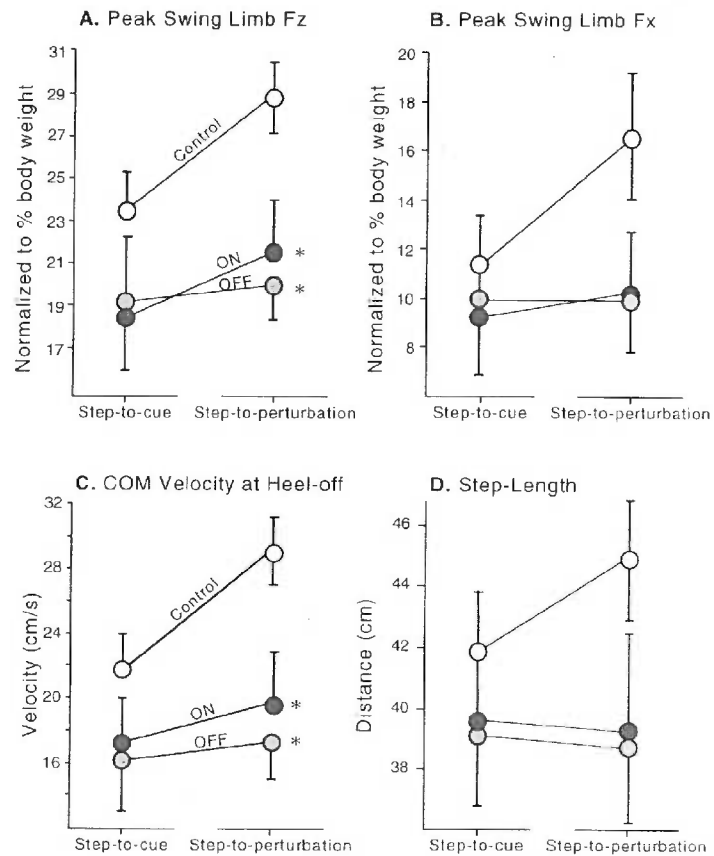 A. Peak Swing Limb Fz
Normalized to % body weight
31
29
27
25
23
21
19
17
Control
ON
OFF
*
*
Step-to-cue
Step-to-perturbation
B. Peak Swing Limb Fx
Normalized to % body weight
20
18
16
14
12
10
8
Step-to-cue
Step-to-perturbation
C. COM Velocity at Heel-off
Velocity (cm/s)
32
28
24
22
20
16
Control
ON
OFF
*
*
Step-to-cue
Step-to-perturbation
D. Step-Length
Distance (cm)
46
44
42
40
38
Step-to-cue
Step-to-perturbation